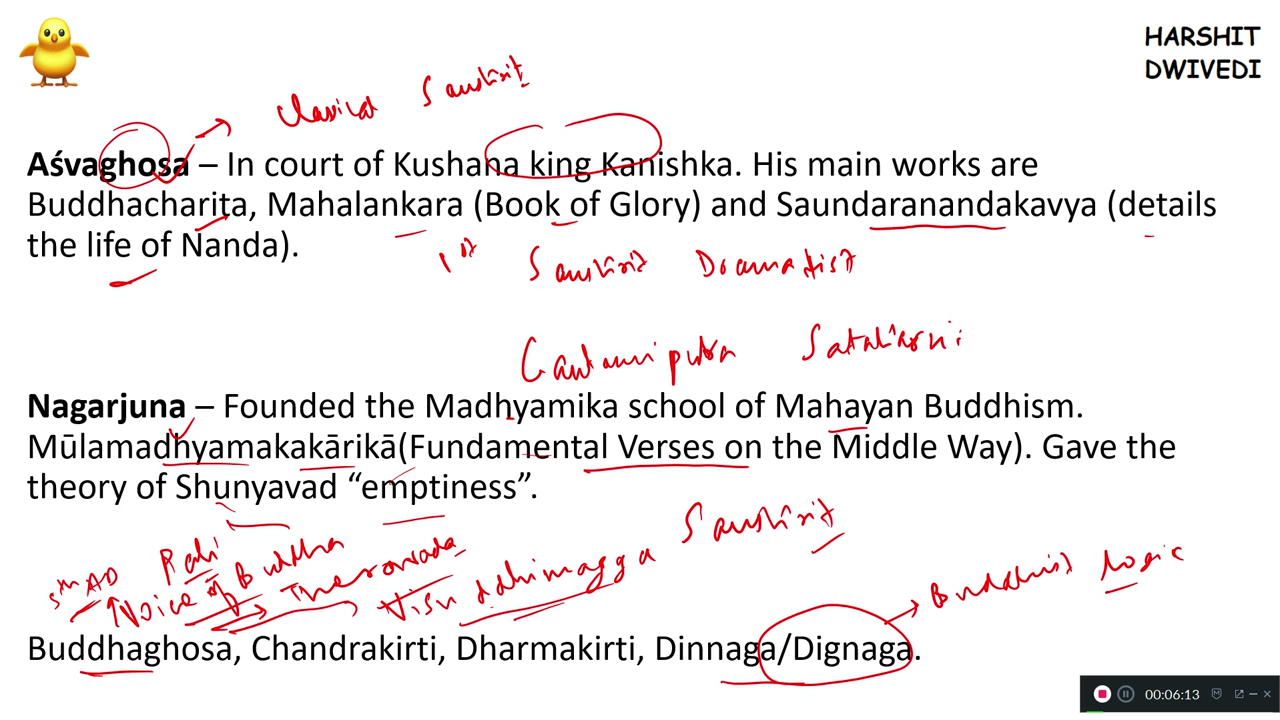 HARSHIT
DWIVEDI
Classical Sanskrit
Aśvaghosa – In court of Kushana king Kanishka. His main works are
Buddhacharita, Mahalankara (Book of Glory) and Saundaranandakavya (details
the life of Nanda).
1st Sanskrit Dramatist
Gautamiputra Satakarni
Nagarjuna – Founded the Madhyamika school of Mahayan Buddhism.
Mūlamadhyamakakārikā(Fundamental Verses on the Middle Way). Gave the
theory of Shunyavad “emptiness”.
Sanskrit
5th AD Pali
Voice of Buddha Theravada
Visuddhimagga
Buddhist Logic
Buddhaghosa, Chandrakirti, Dharmakirti, Dinnaga/Dignaga.
00:06:13